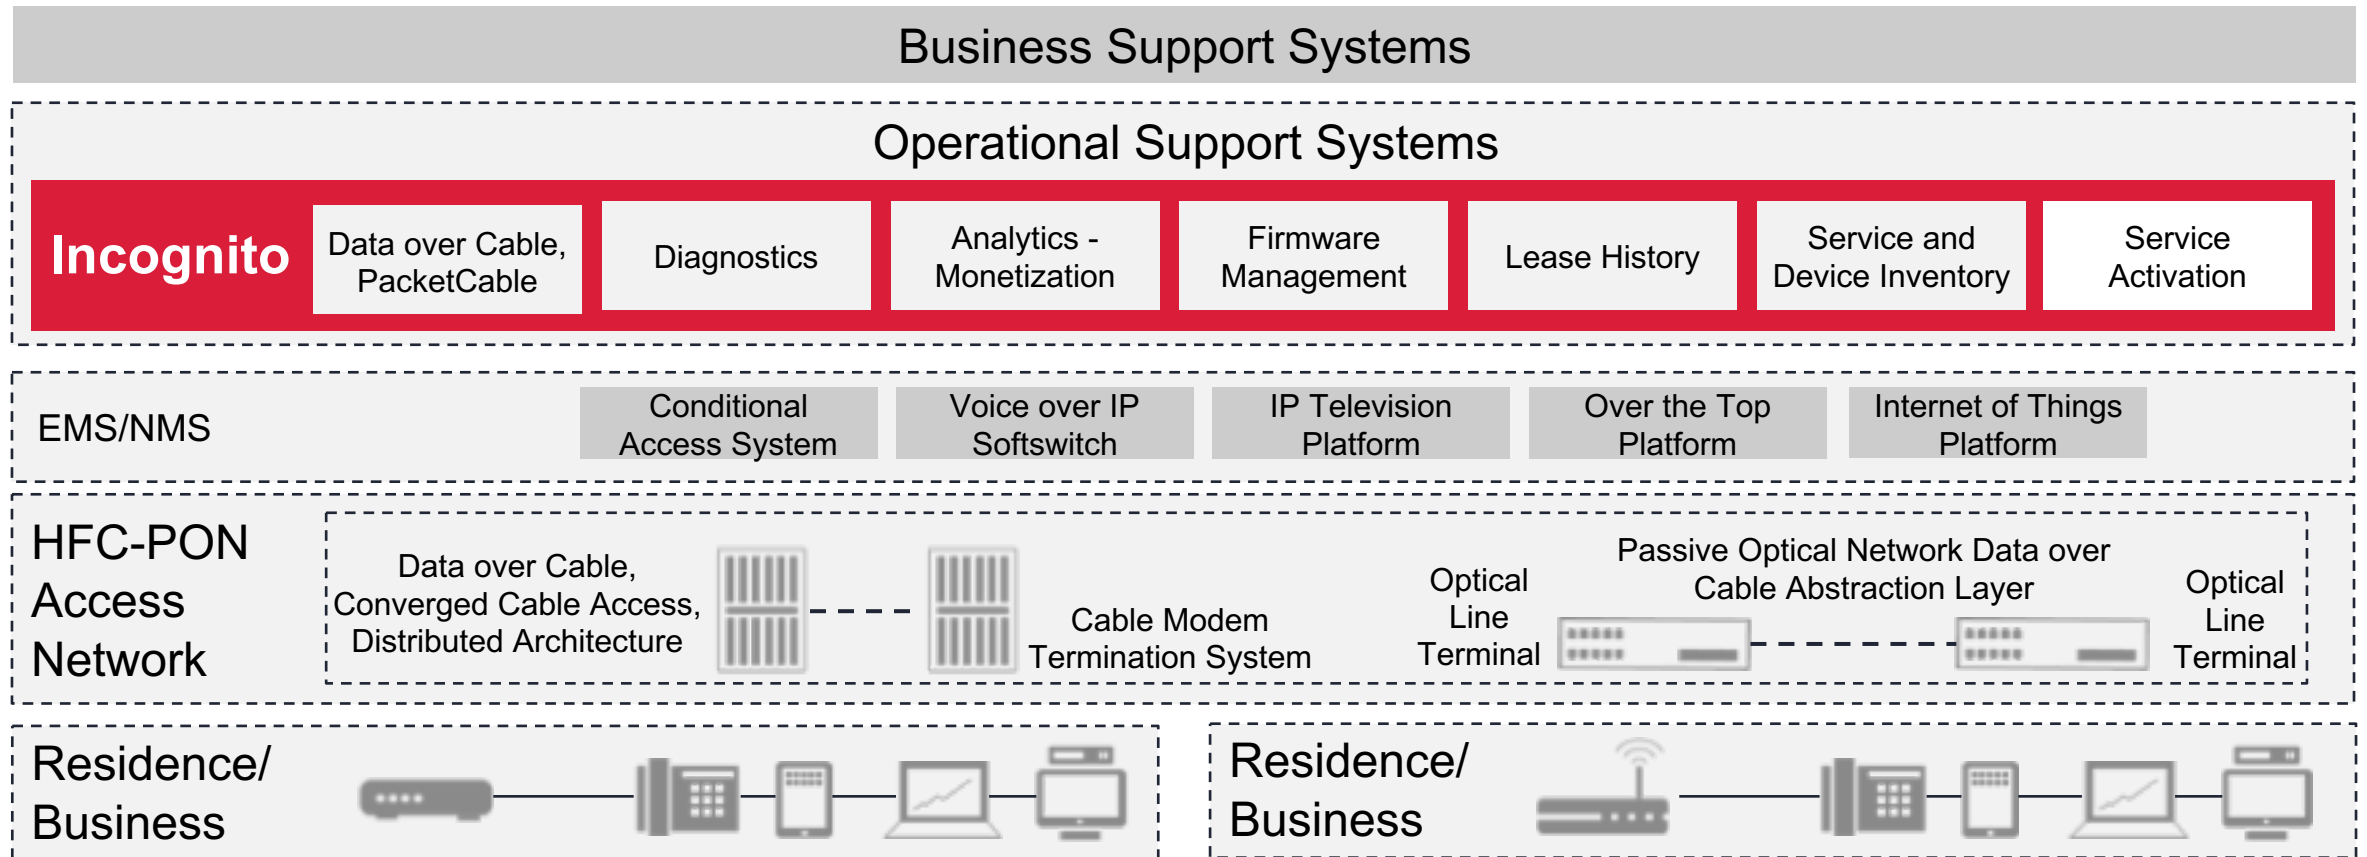 Business Support Systems
Operational Support Systems
Incognito
Data over Cable,
PacketCable
Diagnostics
Analytics -
Monetization
Firmware
Management
Lease History
Service and
Device Inventory
Service
Activation
EMS/NMS
Conditional
Access System
Voice over IP
Softswitch
IP Television
Platform
Over the Top
Platform
Internet of Things
Platform
HFC-PON
Access
Network
Data over Cable,
Converged Cable Access,
Distributed Architecture
Cable Modem
Termination System
Optical
Line
Terminal
Passive Optical Network Data over
Cable Abstraction Layer
Optical
Line
Terminal
Residence/
Business
Residence/
Business